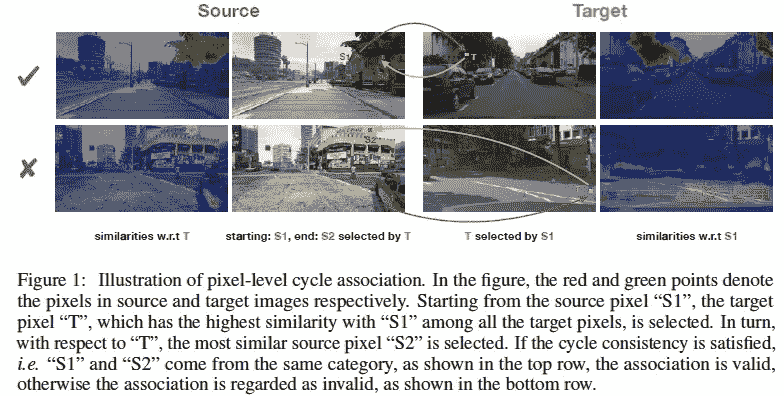 Source
Target
S1
T
S2
similarities w.r.t T
starting: S1, end: S2 selected by T
T selected by S1
similarities w.r.t S1
Figure 1: Illustration of pixel-level cycle association. In the figure, the red and green points denote
the pixels in source and target images respectively. Starting from the source pixel “S1”, the target
pixel “T”, which has the highest similarity with “S1” among all the target pixels, is selected. In turn,
with respect to “T”, the most similar source pixel “S2” is selected. If the cycle consistency is satisfied,
i.e. “S1” and “S2” come from the same category, as shown in the top row, the association is valid,
otherwise the association is regarded as invalid, as shown in the bottom row.